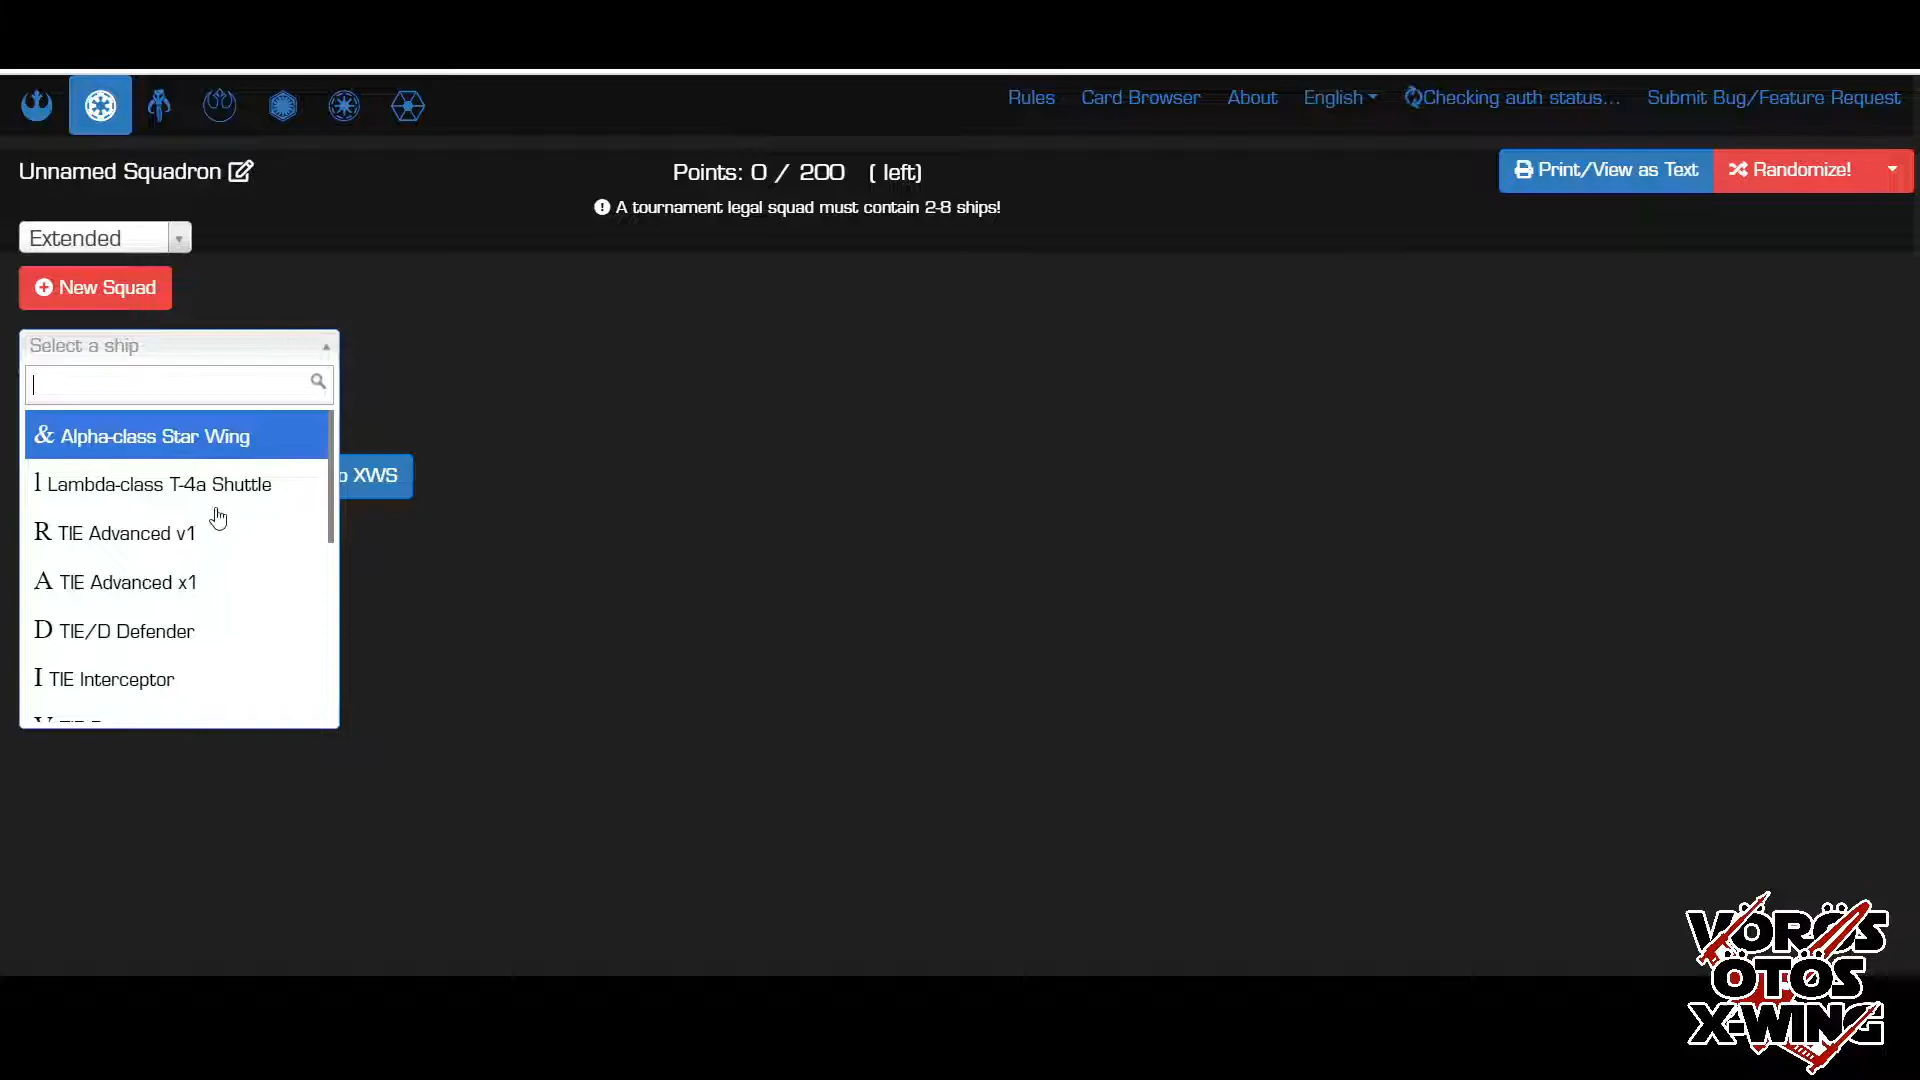 Rules Card Browser About English Checking auth status... Submit Bug/Feature Request
Unnamed Squadron
Points: 0 / 200 ( left)
Print/View as Text
Randomize!
A tournament legal squad must contain 2-8 ships!
Extended
New Squad
Select a ship
& Alpha-class Star Wing
o XWS
l Lambda-class T-4a Shuttle
R TIE Advanced v1
A TIE Advanced x1
D TIE/D Defender
I TIE Interceptor
VÖRÖS
ÖTÖS
X-WING